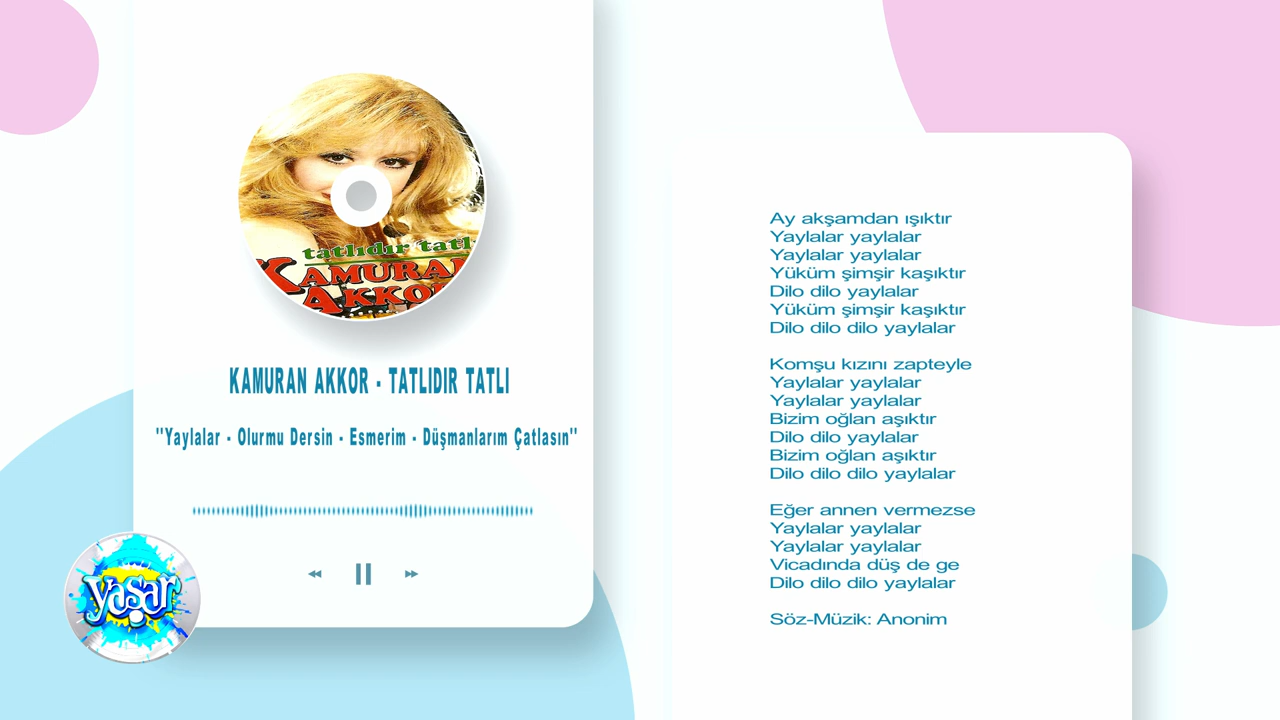 tatlıdır tatl
KAMURAN
AKKOR
KAMURAN AKKOR - TATLIDIR TATLI
"Yaylalar - Olurmu Dersin - Esmerim - Düşmanlarım Çatlasın"
yaşar
Ay akşamdan ışıktır
Yaylalar yaylalar
Yaylalar yaylalar
Yüküm şimşir kaşıktır
Dilo dilo yaylalar
Yüküm şimşir kaşıktır
Dilo dilo dilo yaylalar
Komşu kızını zapteyle
Yaylalar yaylalar
Yaylalar yaylalar
Bizim oğlan aşıktır
Dilo dilo yaylalar
Bizim oğlan aşıktır
Dilo dilo dilo yaylalar
Eğer annen vermezse
Yaylalar yaylalar
Yaylalar yaylalar
Vicadında düş de ge
Dilo dilo dilo yaylalar
Söz-Müzik: Anonim